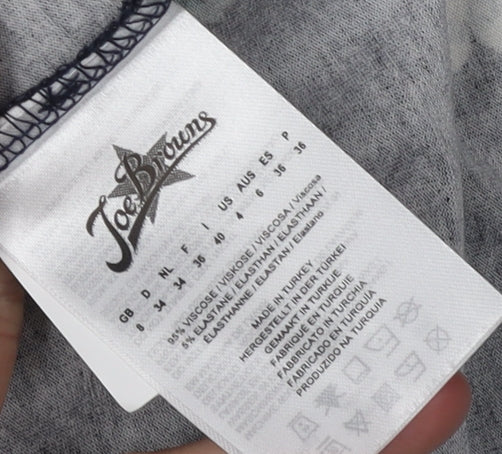 Joe Browns
GB D NL F I US AUS ES P
8 34 34 36 40 4 6 36 36
95% VISCOSE / VISKOSE / VISCOSA / Viscosa
5% ELASTANE / ELASTHAN / ELASTHAAN /
ÉLASTHANNE / ELASTAN / Elastano
MADE IN TURKEY
HERGESTELLT IN DER TÜRKEI
GEMAAKT IN TURKIJE
FABRIQUÉ EN TURQUIE
FABBRICATO IN TURCHIA
FABRICADO EN TURQUÍA
PRODUZIDO NA TURQUIA